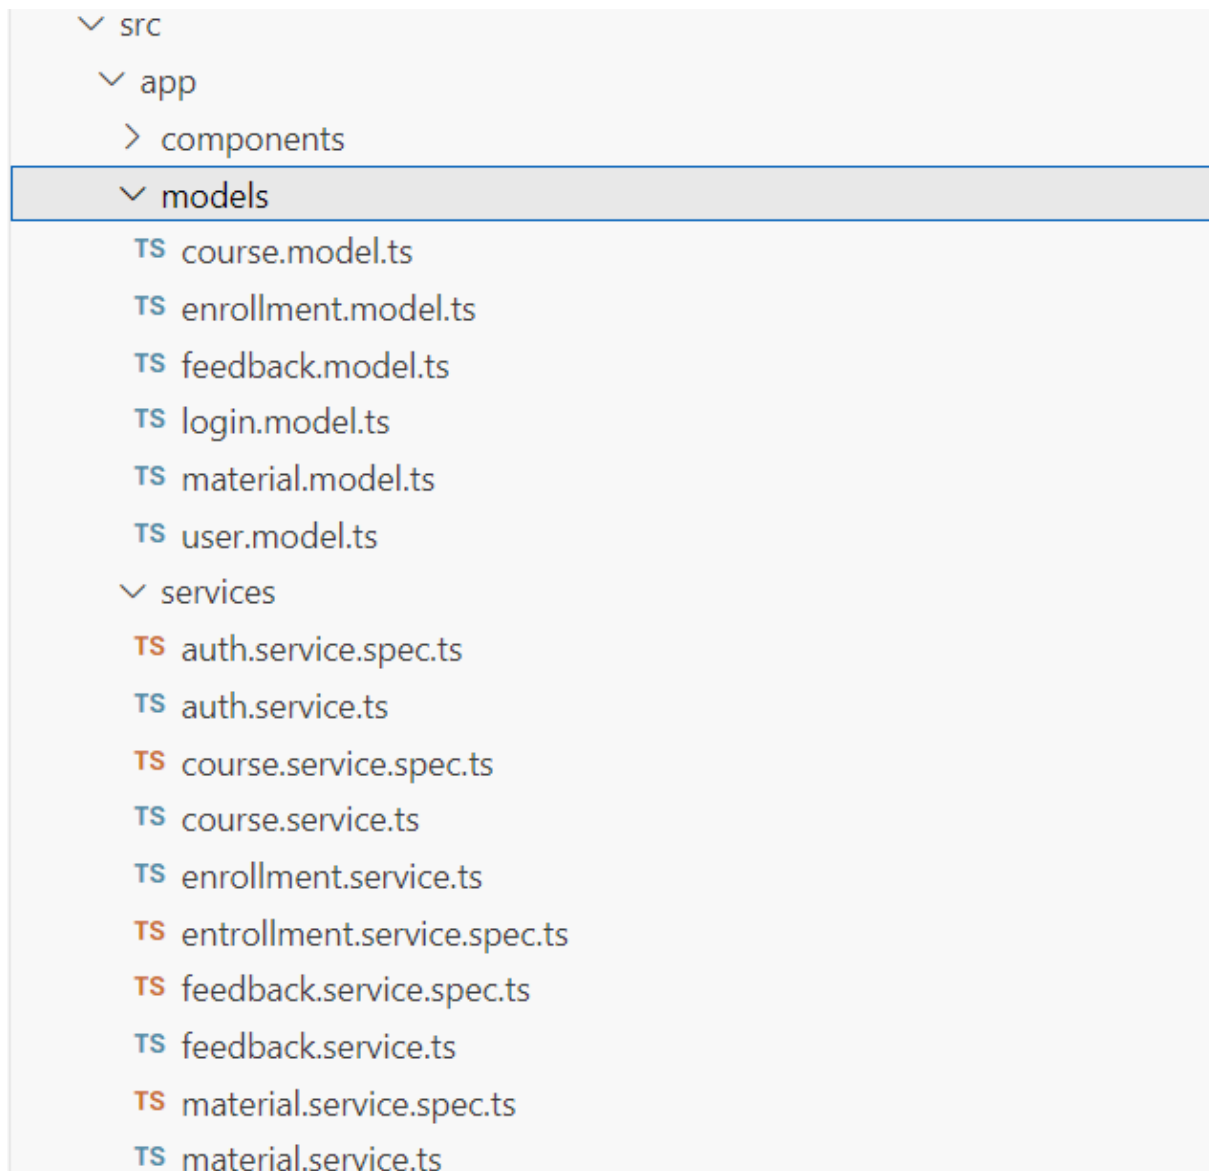 src
app
components
models
TS course.model.ts
TS enrollment.model.ts
TS feedback.model.ts
TS login.model.ts
TS material.model.ts
TS user.model.ts
services
TS auth.service.spec.ts
TS auth.service.ts
TS course.service.spec.ts
TS course.service.ts
TS enrollment.service.ts
TS entrollment.service.spec.ts
TS feedback.service.spec.ts
TS feedback.service.ts
TS material.service.spec.ts
TS material.service.ts